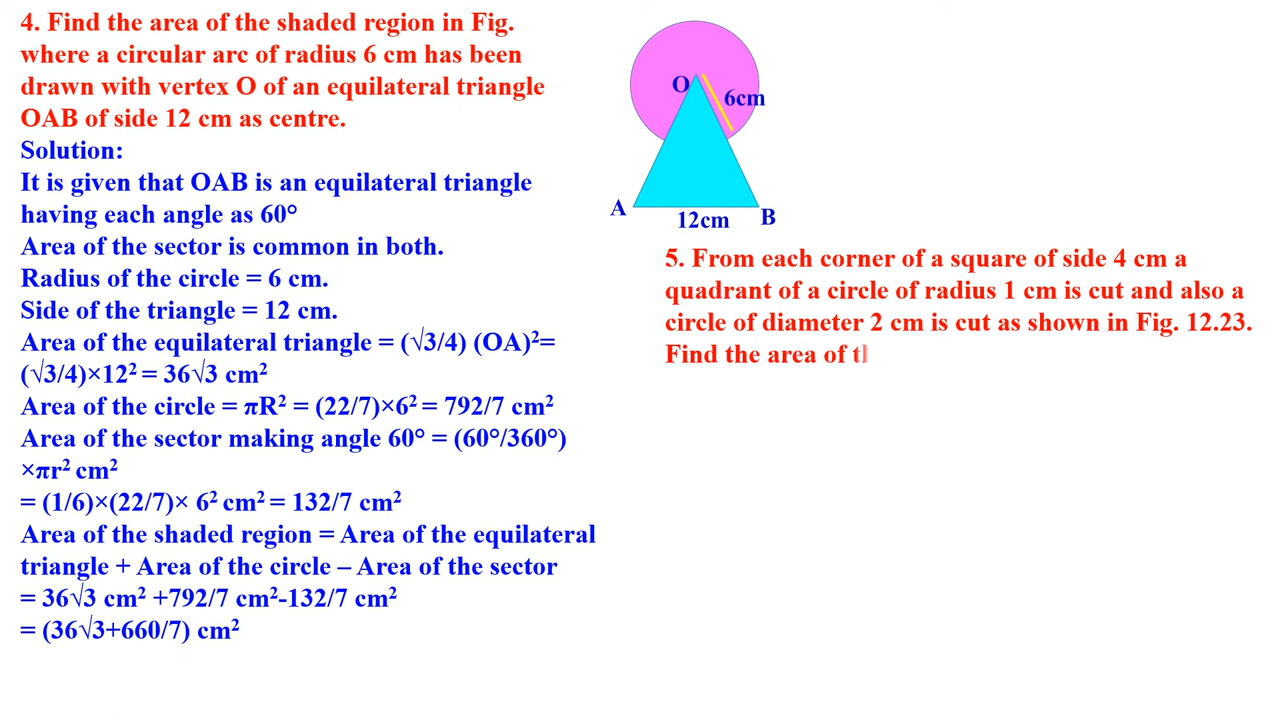 4. Find the area of the shaded region in Fig.
where a circular arc of radius 6 cm has been
drawn with vertex O of an equilateral triangle
OAB of side 12 cm as centre.
Solution:
It is given that OAB is an equilateral triangle
having each angle as 60°
Area of the sector is common in both.
Radius of the circle = 6 cm.
Side of the triangle = 12 cm.
Area of the equilateral triangle = (√3/4) (OA)²=
(√3/4)×12² = 36√3 cm²
Area of the circle = πR² = (22/7)×6² = 792/7 cm²
Area of the sector making angle 60° = (60°/360°)
×πr² cm²
= (1/6)×(22/7)× 6² cm² = 132/7 cm²
Area of the shaded region = Area of the equilateral
triangle + Area of the circle – Area of the sector
= 36√3 cm² +792/7 cm²-132/7 cm²
= (36√3+660/7) cm²
O
6cm
A
B
12cm
5. From each corner of a square of side 4 cm a
quadrant of a circle of radius 1 cm is cut and also a
circle of diameter 2 cm is cut as shown in Fig. 12.23.
Find the area of